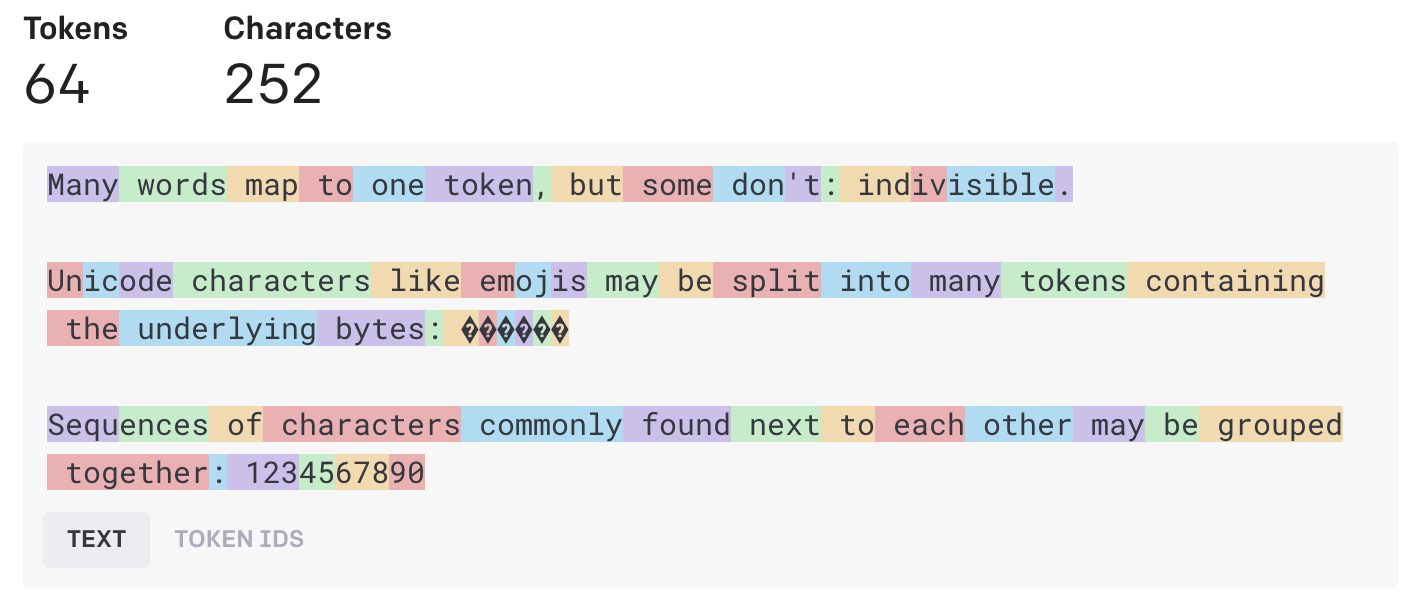 Tokens Characters
64 252
Many words map to one token, but some don't: indivisible.
Unicode characters like emojis may be split into many tokens containing
the underlying bytes: ������
Sequences of characters commonly found next to each other may be grouped
together: 1234567890
TEXT TOKEN IDS